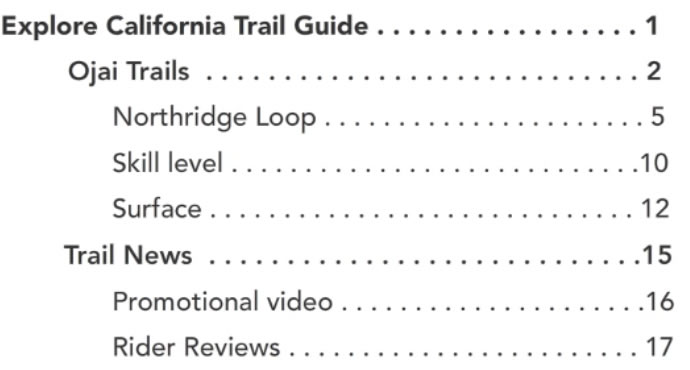 Explore California Trail Guide . . . . . . . . . . . . . . . . . 1
Ojai Trails . . . . . . . . . . . . . . . . . . . . . . . . . . . . 2
Northridge Loop . . . . . . . . . . . . . . . . . . . . . 5
Skill level . . . . . . . . . . . . . . . . . . . . . . . . . . .10
Surface . . . . . . . . . . . . . . . . . . . . . . . . . . . 12
Trail News . . . . . . . . . . . . . . . . . . . . . . . . . . . .15
Promotional video . . . . . . . . . . . . . . . . . . . .16
Rider Reviews . . . . . . . . . . . . . . . . . . . . . . . 17